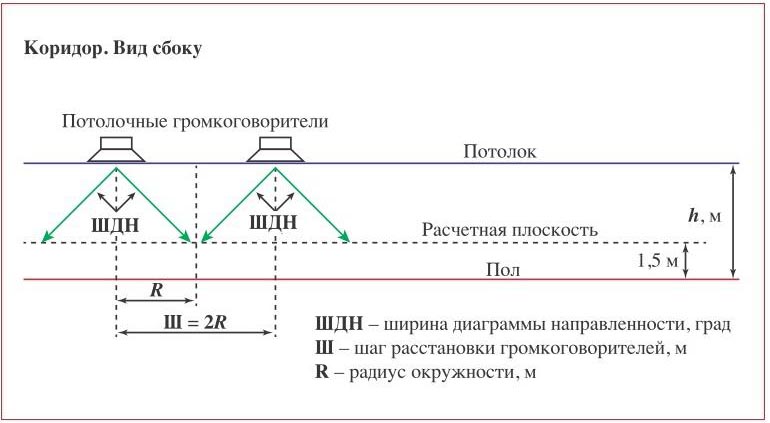 Коридор. Вид сбоку
Потолочные громкоговорители
Потолок
ШДН
ШДН
h, м
Расчетная плоскость
1,5 м
Пол
R
Ш = 2R
ШДН – ширина диаграммы направленности, град
Ш – шаг расстановки громкоговорителей, м
R – радиус окружности, м